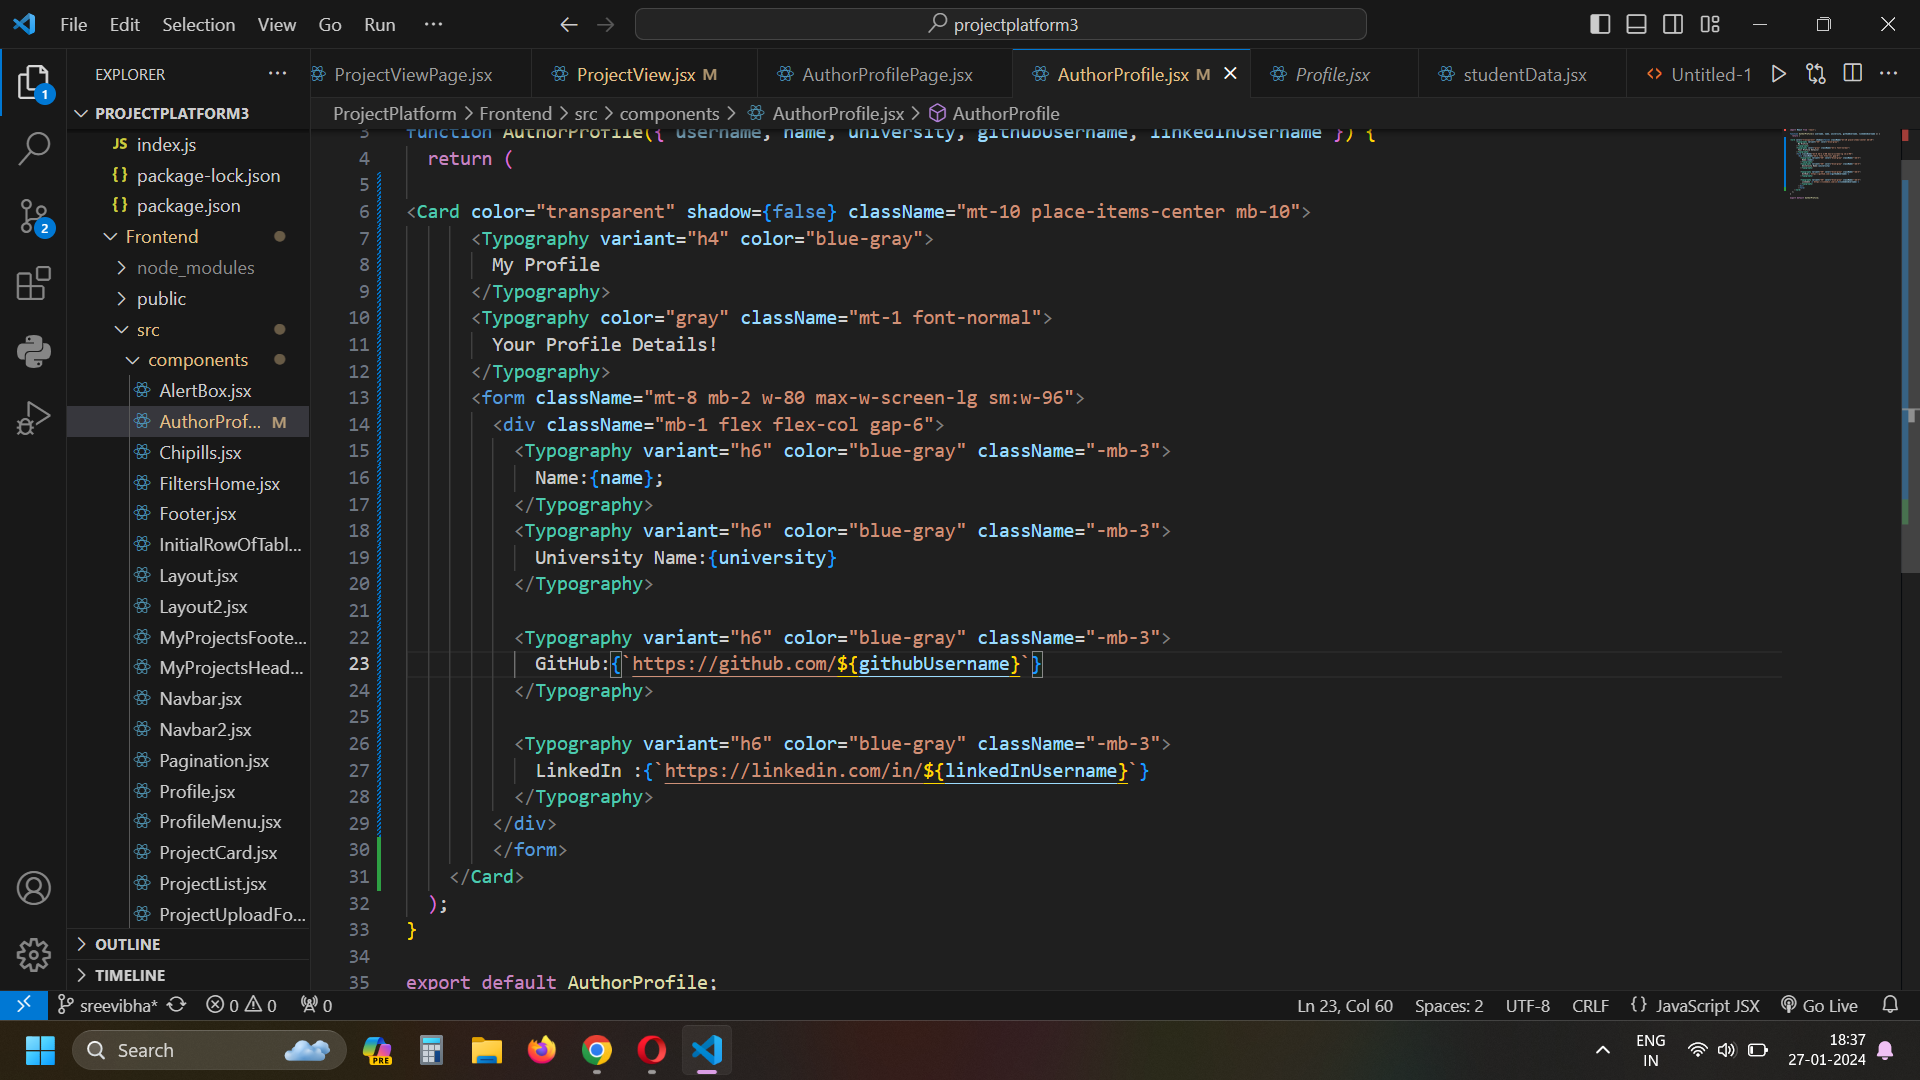 File Edit Selection View Go Run ···
projectplatform3
EXPLORER
ProjectViewPage.jsx
ProjectView.jsx M
AuthorProfilePage.jsx
AuthorProfile.jsx M
Profile.jsx
studentData.jsx
Untitled-1
ProjectPlatform > Frontend > src > components > AuthorProfile.jsx > AuthorProfile
PROJECTPLATFORM3
JS index.js
{} package-lock.json
{} package.json
Frontend
node_modules
public
src
components
AlertBox.jsx
AuthorProf... M
Chipills.jsx
FiltersHome.jsx
Footer.jsx
InitialRowOfTabl...
Layout.jsx
Layout2.jsx
MyProjectsFoote...
MyProjectsHead...
Navbar.jsx
Navbar2.jsx
Pagination.jsx
Profile.jsx
ProfileMenu.jsx
ProjectCard.jsx
ProjectList.jsx
ProjectUploadFo...
OUTLINE
TIMELINE
1
2
3 function AuthorProfile({ username, name, university, githubUsername, linkedInUsername }) {
4 return (
5
6 <Card color="transparent" shadow={false} className="mt-10 place-items-center mb-10">
7 <Typography variant="h4" color="blue-gray">
8 My Profile
9 </Typography>
10 <Typography color="gray" className="mt-1 font-normal">
11 Your Profile Details!
12 </Typography>
13 <form className="mt-8 mb-2 w-80 max-w-screen-lg sm:w-96">
14 <div className="mb-1 flex flex-col gap-6">
15 <Typography variant="h6" color="blue-gray" className="-mb-3">
16 Name:{name};
17 </Typography>
18 <Typography variant="h6" color="blue-gray" className="-mb-3">
19 University Name:{university}
20 </Typography>
21
22 <Typography variant="h6" color="blue-gray" className="-mb-3">
23 GitHub:{`https://github.com/${githubUsername}`}
24 </Typography>
25
26 <Typography variant="h6" color="blue-gray" className="-mb-3">
27 LinkedIn :{`https://linkedin.com/in/${linkedInUsername}`}
28 </Typography>
29 </div>
30 </form>
31 </Card>
32 );
33 }
34
35 export default AuthorProfile;
sreevibha* 0 0 0 Ln 23, Col 60 Spaces: 2 UTF-8 CRLF {} JavaScript JSX Go Live
Search
PRE
ENG
IN
18:37
27-01-2024